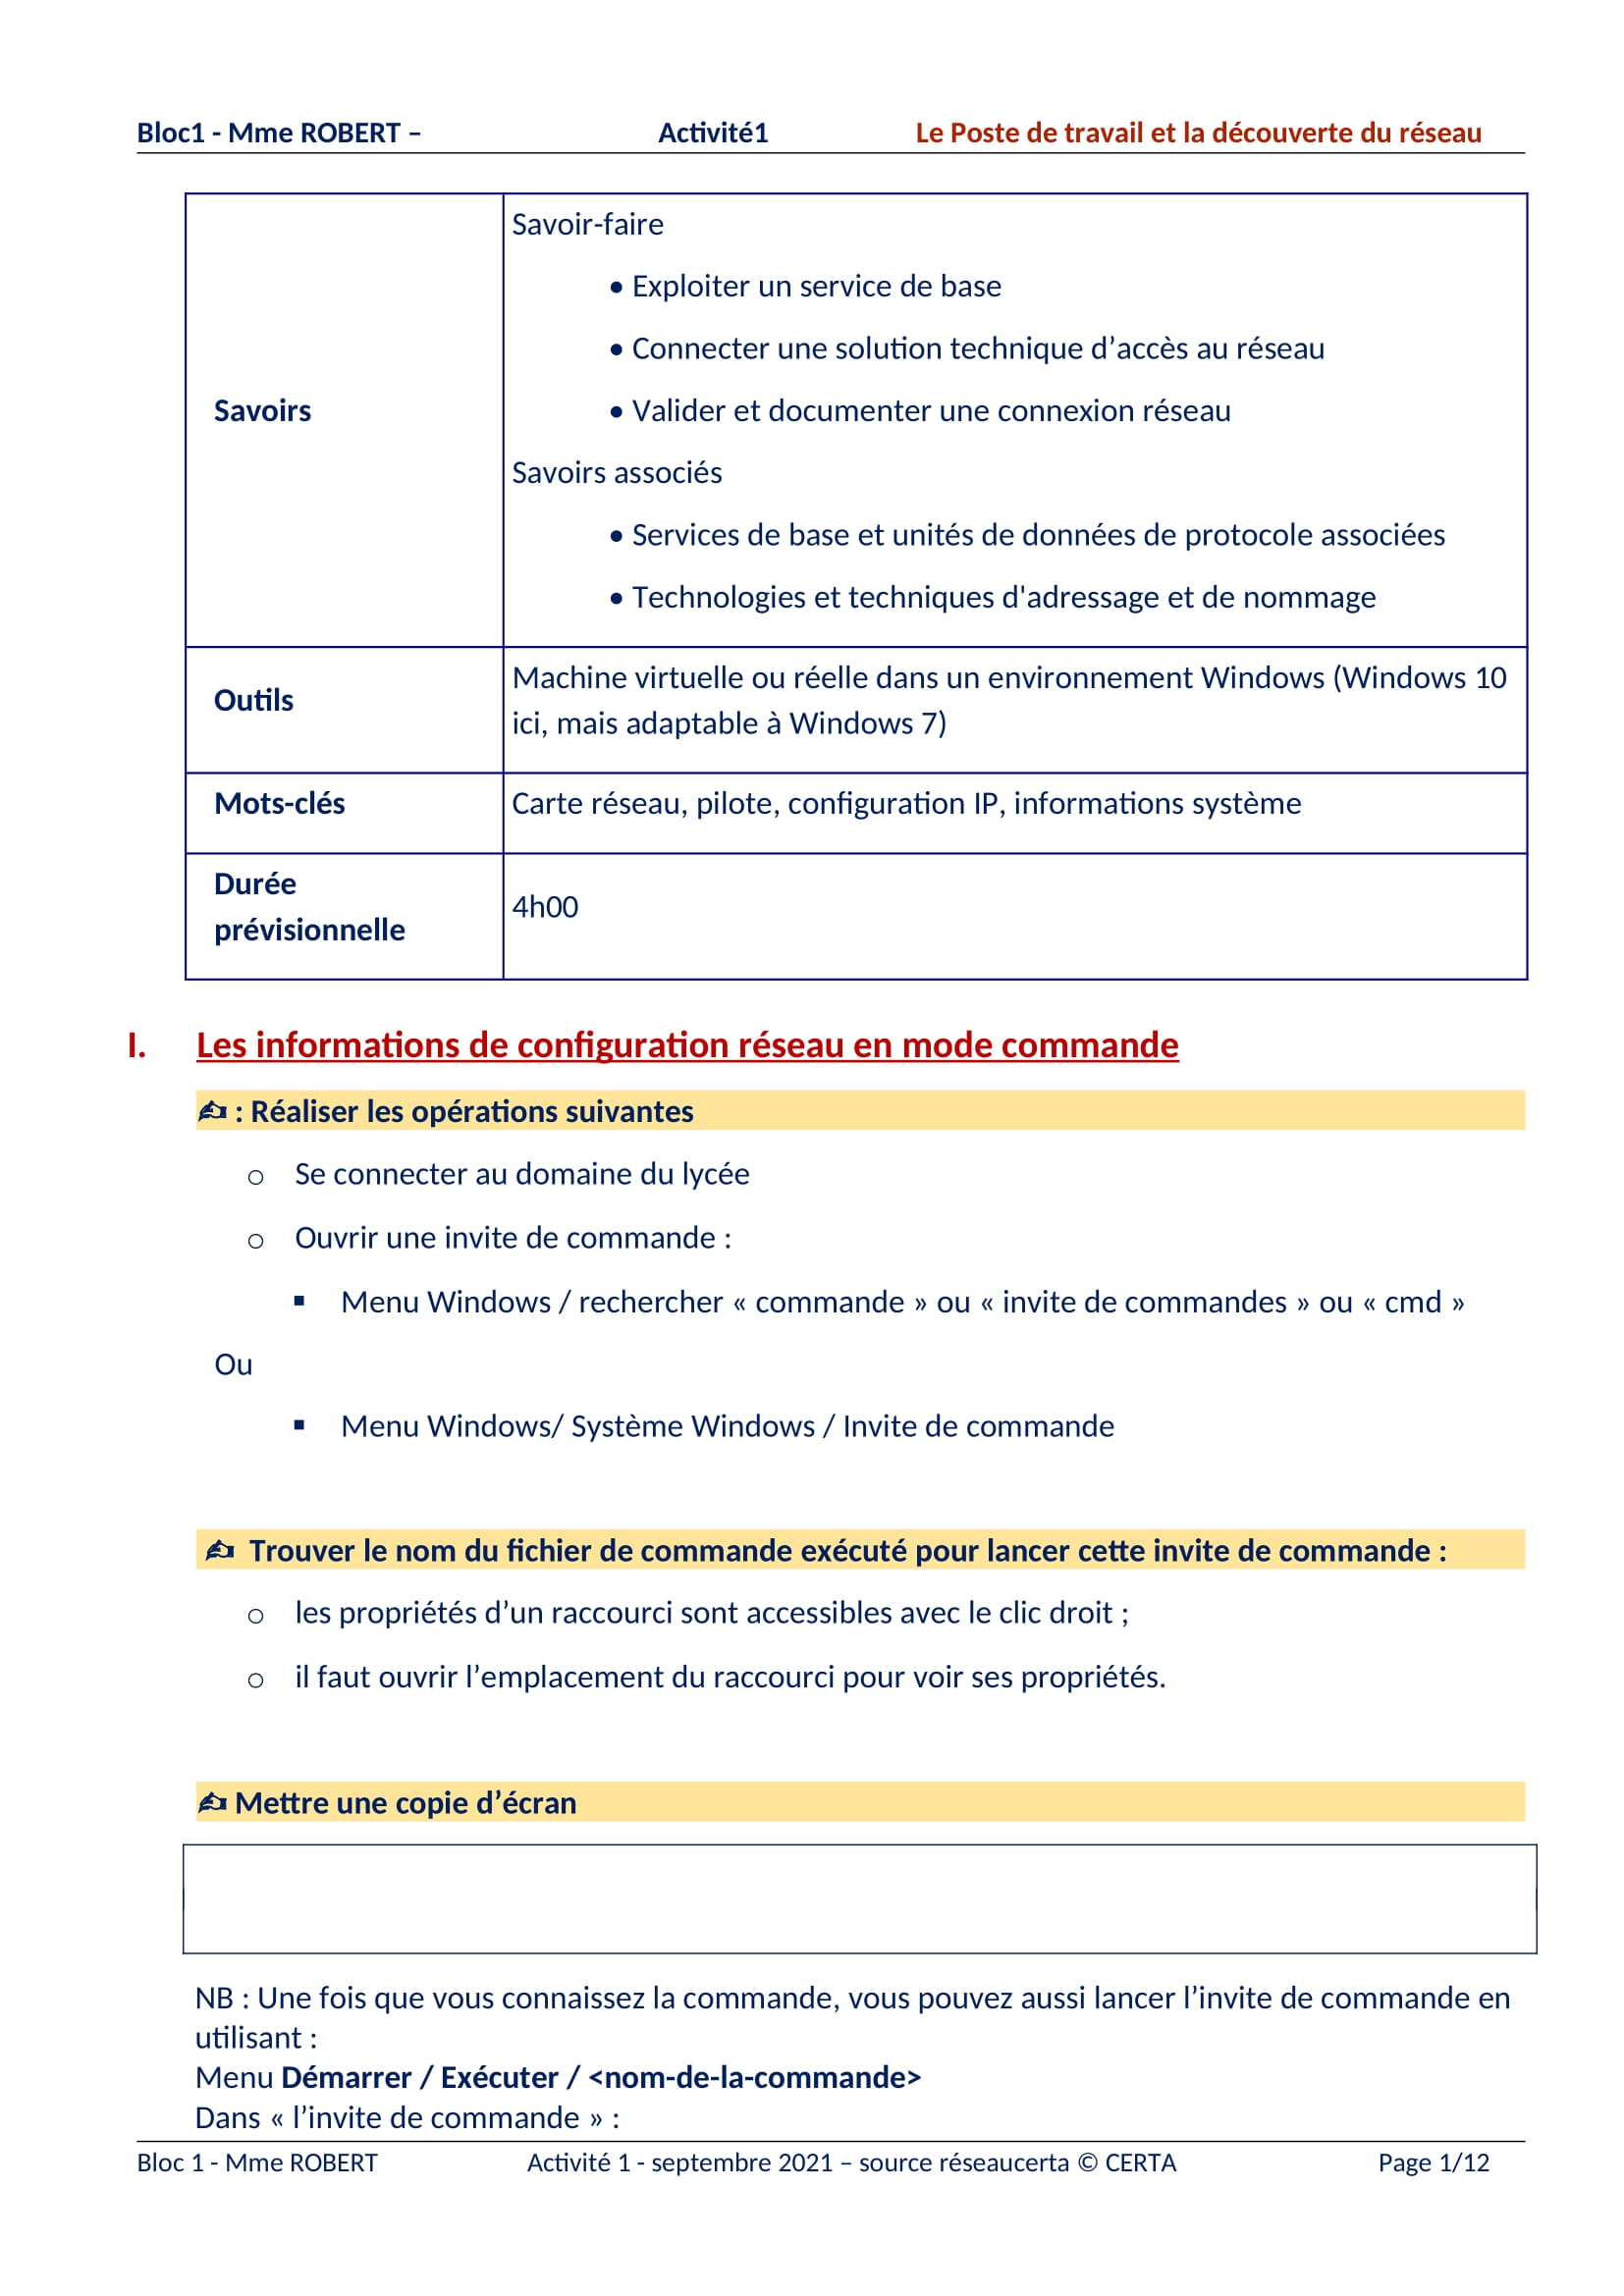 Bloc1 - Mme ROBERT – Activité1 Le Poste de travail et la découverte du réseau
Savoirs
Savoir-faire
• Exploiter un service de base
• Connecter une solution technique d’accès au réseau
• Valider et documenter une connexion réseau
Savoirs associés
• Services de base et unités de données de protocole associées
• Technologies et techniques d'adressage et de nommage
Outils
Machine virtuelle ou réelle dans un environnement Windows (Windows 10
ici, mais adaptable à Windows 7)
Mots-clés
Carte réseau, pilote, configuration IP, informations système
Durée
prévisionnelle
4h00
I. Les informations de configuration réseau en mode commande
✍ : Réaliser les opérations suivantes
o Se connecter au domaine du lycée
o Ouvrir une invite de commande :
▪ Menu Windows / rechercher « commande » ou « invite de commandes » ou « cmd »
Ou
▪ Menu Windows/ Système Windows / Invite de commande
✍ Trouver le nom du fichier de commande exécuté pour lancer cette invite de commande :
o les propriétés d’un raccourci sont accessibles avec le clic droit ;
o il faut ouvrir l’emplacement du raccourci pour voir ses propriétés.
✍ Mettre une copie d’écran
NB : Une fois que vous connaissez la commande, vous pouvez aussi lancer l’invite de commande en
utilisant :
Menu Démarrer / Exécuter / <nom-de-la-commande>
Dans « l’invite de commande » :
Bloc 1 - Mme ROBERT Activité 1 - septembre 2021 – source réseaucerta © CERTA Page 1/12